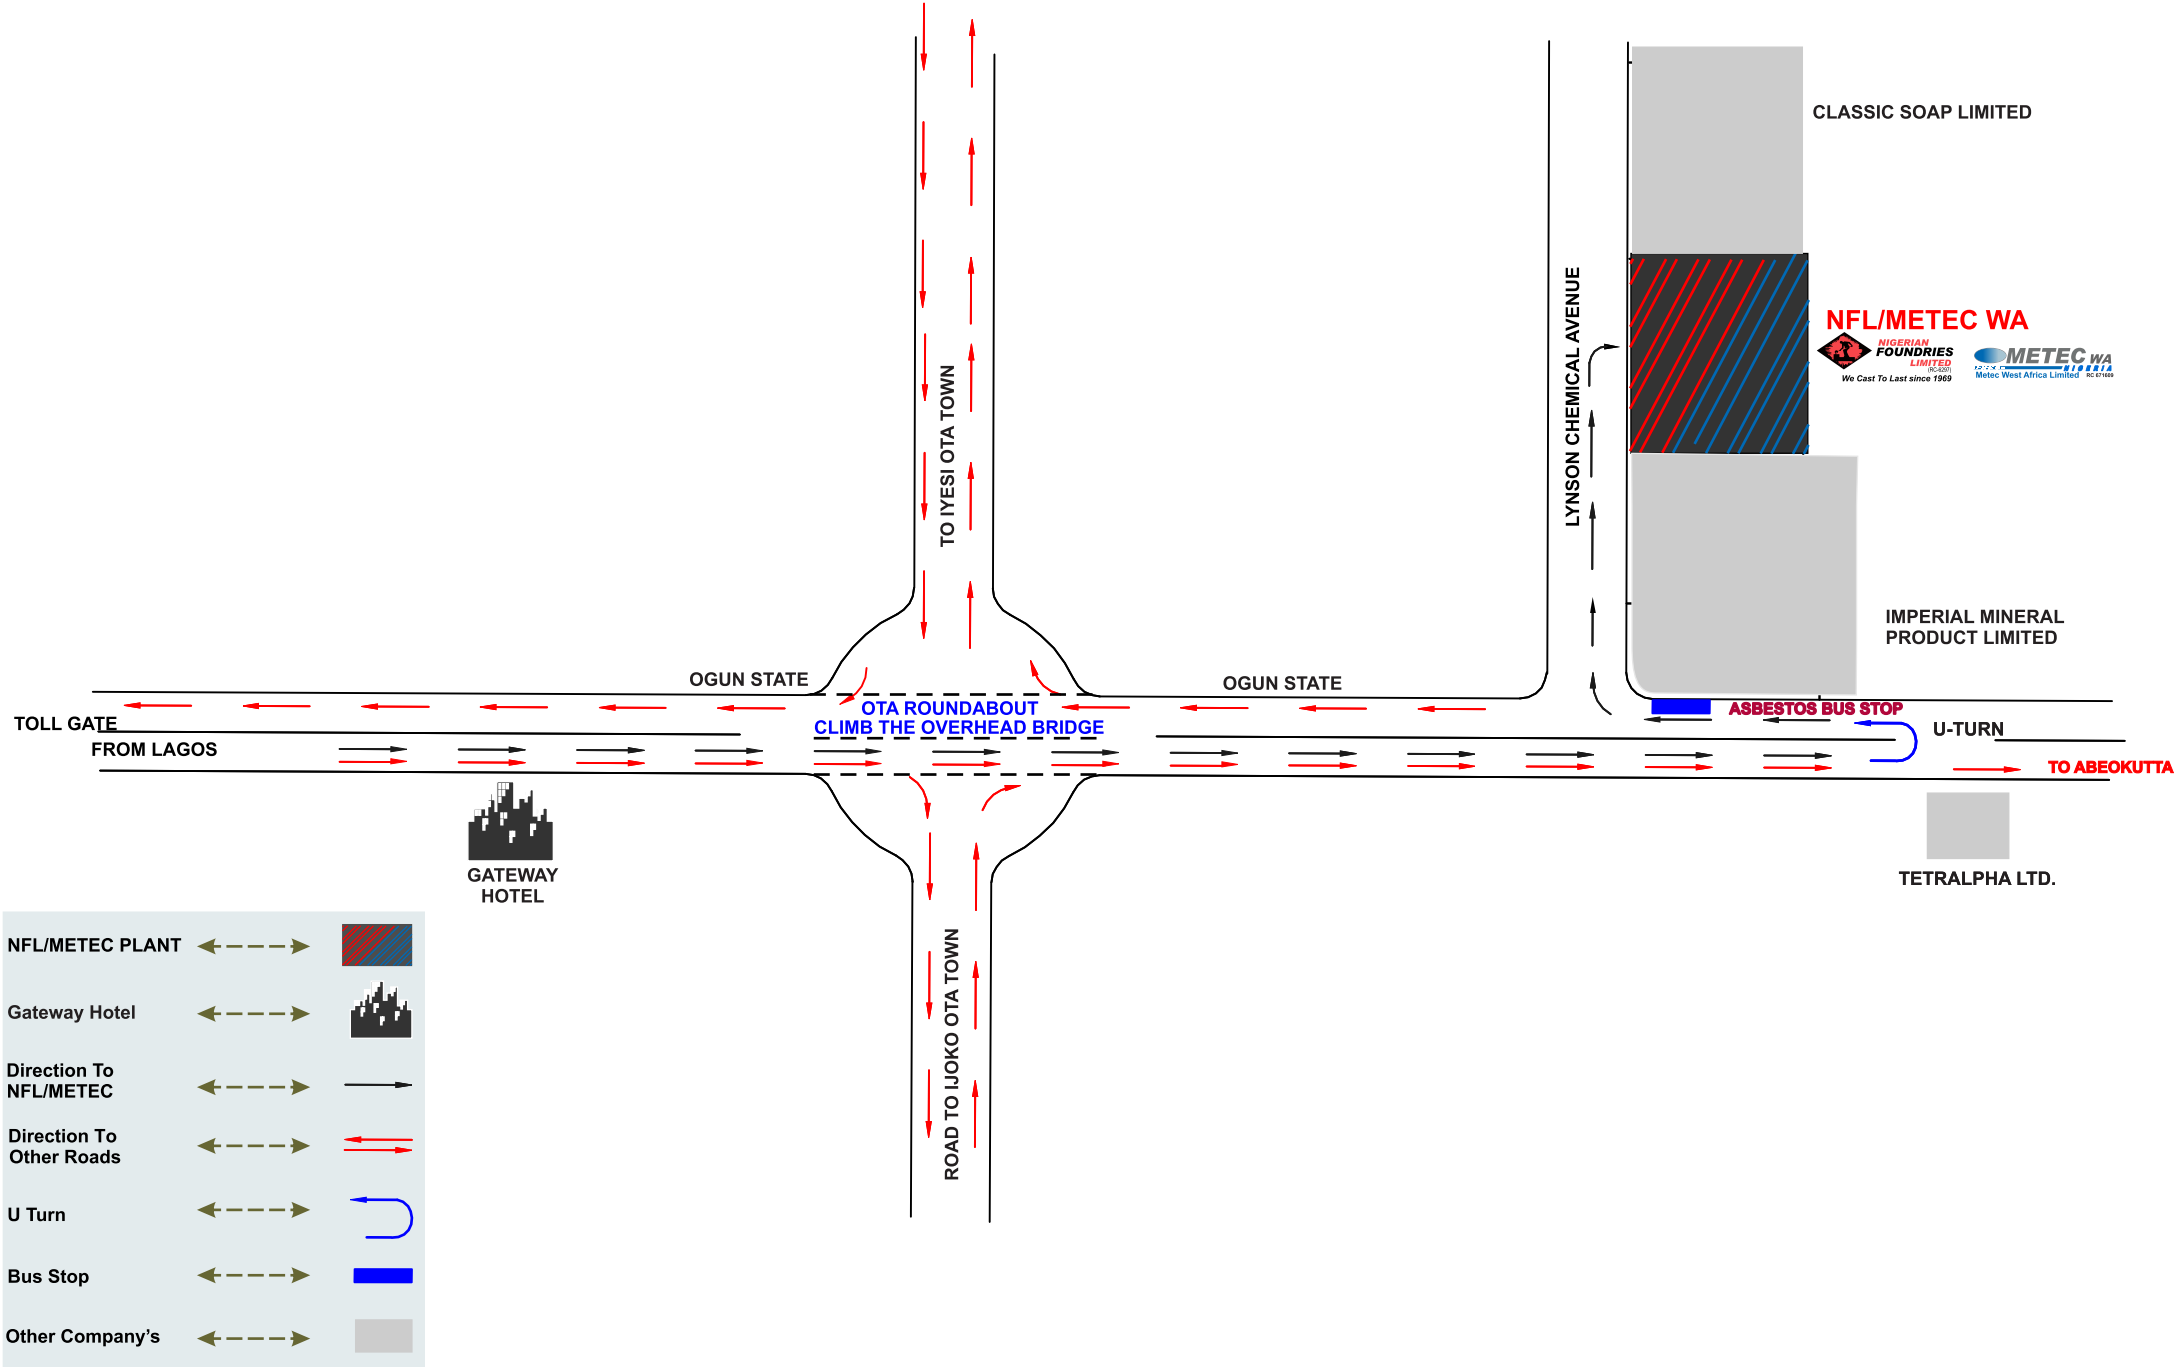 CLASSIC SOAP LIMITED
LYNSON CHEMICAL AVENUE
NFL/METEC WA
NIGERIAN
FOUNDRIES
LIMITED
(RC-6297)
We Cast To Last since 1969
METEC WA
Metec West Africa Limited RC 671609
TO IYESI OTA TOWN
IMPERIAL MINERAL
PRODUCT LIMITED
OGUN STATE
OGUN STATE
OTA ROUNDABOUT
CLIMB THE OVERHEAD BRIDGE
ASBESTOS BUS STOP
TOLL GATE
FROM LAGOS
U-TURN
TO ABEOKUTTA
GATEWAY
HOTEL
TETRALPHA LTD.
ROAD TO IJOKO OTA TOWN
NFL/METEC PLANT
Gateway Hotel
Direction To
NFL/METEC
Direction To
Other Roads
U Turn
Bus Stop
Other Company's